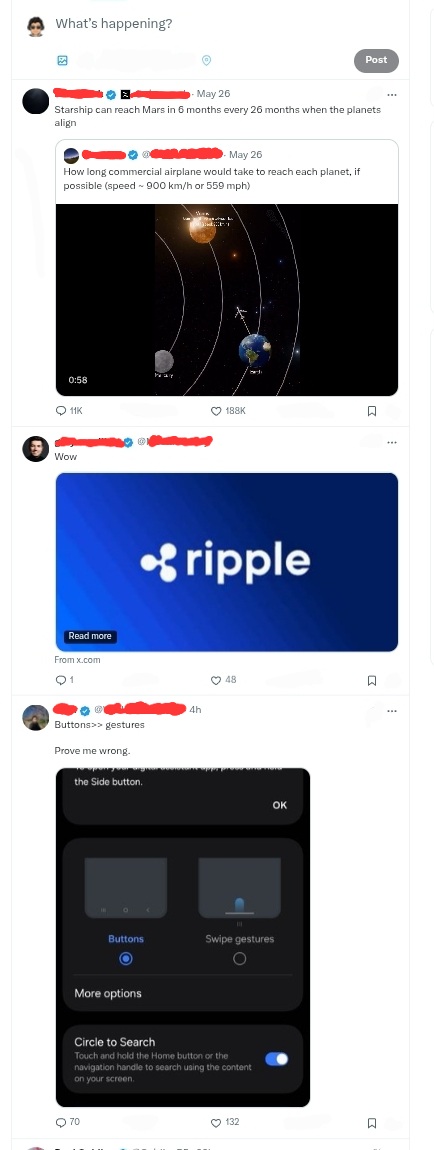 What's happening?
Post
May 26
Starship can reach Mars in 6 months every 26 months when the planets
align
@
· May 26
How long commercial airplane would take to reach each planet, if
possible (speed ~ 900 km/h or 559 mph)
Mercury
Earth
0:58
11K
188K
@
Wow
ripple
Read more
From x.com
1
48
@
4h
Buttons>> gestures
Prove me wrong.
the Side button.
OK
Buttons
Swipe gestures
More options
Circle to Search
Touch and hold the Home button or the
navigation handle to search using the content
on your screen.
70
132